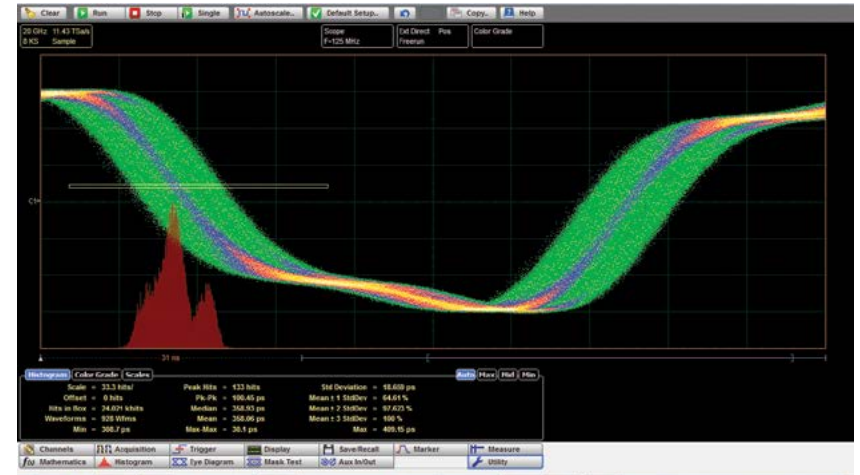 Clear Run Stop Single Autoscale.. Default Setup.. Copy.. Help
20 GHz 11.43 TSa/s
8 KS Sample
Scope
F=125 MHz
Ext Direct Pos
Freerun
Color Grade
C1
31 ns
Histogram Color Grade Scales
Auto Max Mid Min
Scale = 33.3 hits/ Peak Hits = 133 hits Std Deviation = 18.660 ps
Offset = 0 hits Pk-Pk = 100.45 ps Mean ± 1 StdDev = 64.61 %
Hits in Box = 24.021 khits Median = 358.93 ps Mean ± 2 StdDev = 97.623 %
Waveforms = 928 Wfms Mean = 358.06 ps Mean ± 3 StdDev = 100 %
Min = 308.7 ps Max-Max = 30.1 ps Max = 409.15 ps
Channels Acquisition Trigger Display Save/Recall Marker Measure
f(x) Mathematics Histogram Eye Diagram Mask Test Aux In/Out Utility